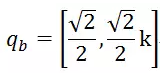 q_b = [√2/2, √2/2 k]